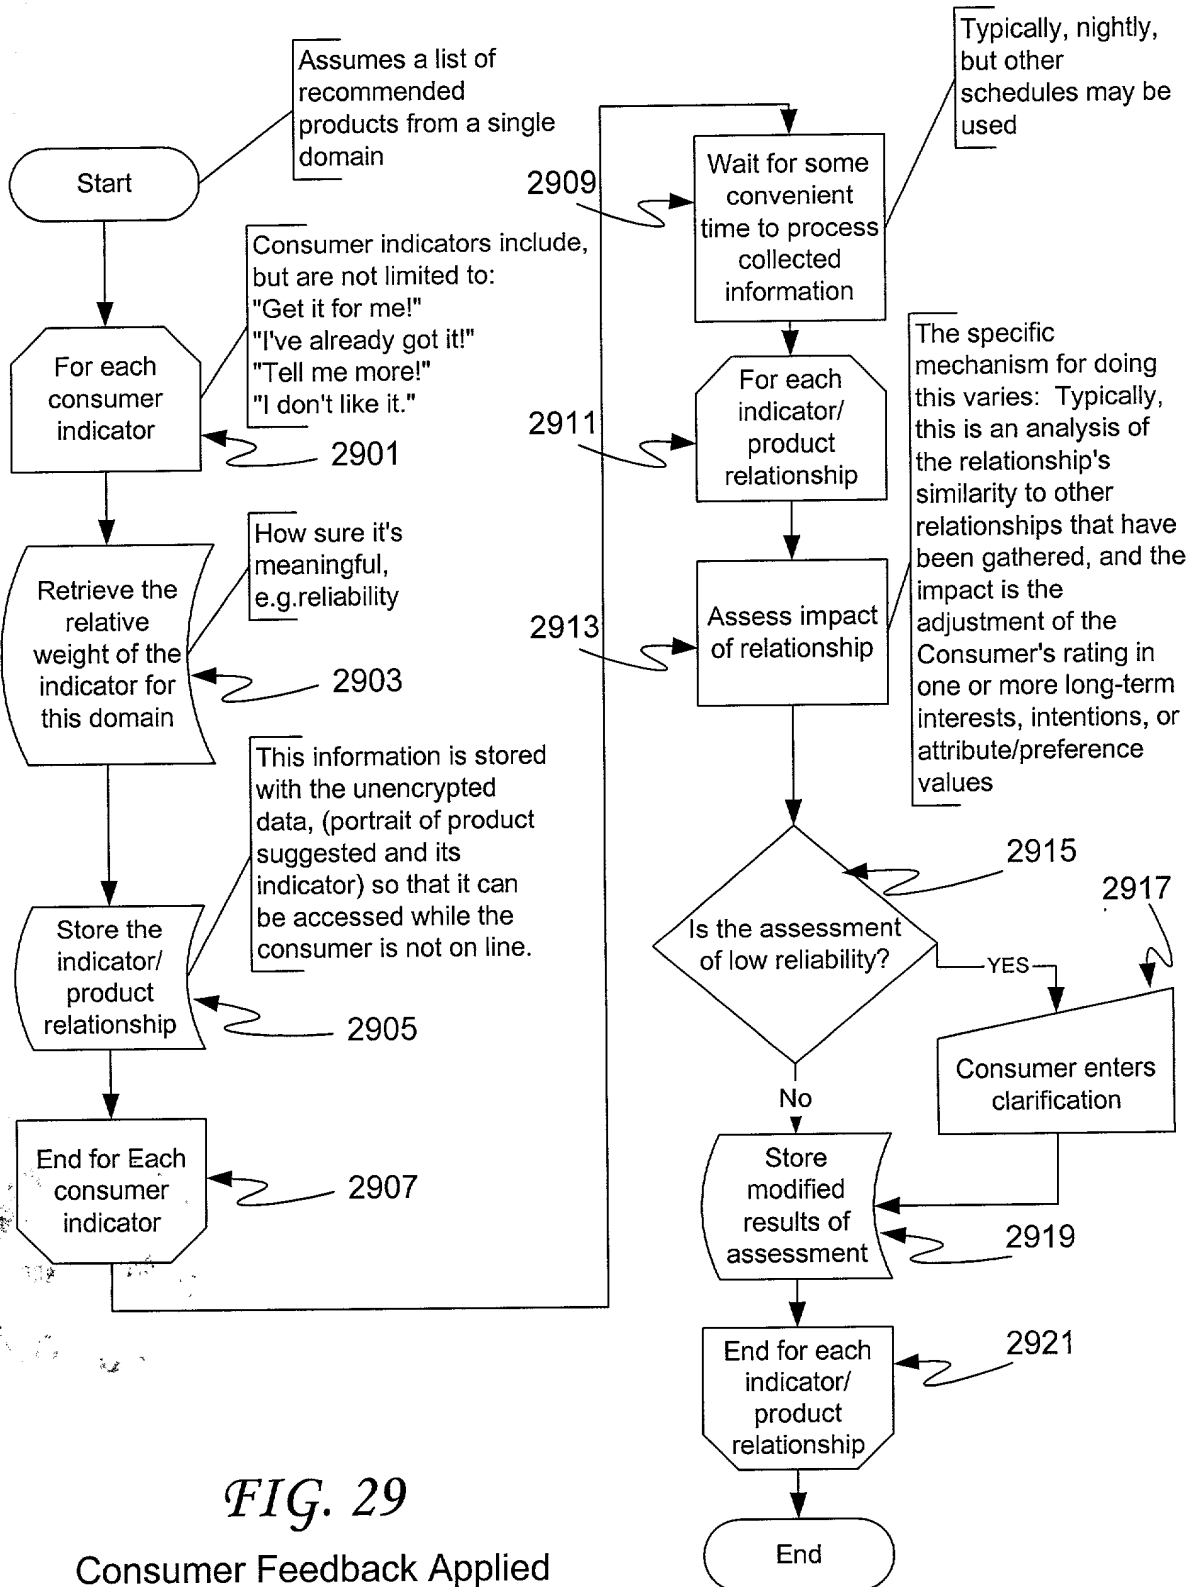 Assumes a list of
recommended
products from a single
domain
Start
Consumer indicators include,
but are not limited to:
"Get it for me!"
"I've already got it!"
"Tell me more!"
"I don't like it."
For each
consumer
indicator
2901
How sure it's
meaningful,
e.g.reliability
Retrieve the
relative
weight of the
indicator for
this domain
2903
This information is stored
with the unencrypted
data, (portrait of product
suggested and its
indicator) so that it can
be accessed while the
consumer is not on line.
Store the
indicator/
product
relationship
2905
End for Each
consumer
indicator
2907
Typically, nightly,
but other
schedules may be
used
2909
Wait for some
convenient
time to process
collected
information
2911
For each
indicator/
product
relationship
The specific
mechanism for doing
this varies:  Typically,
this is an analysis of
the relationship's
similarity to other
relationships that have
been gathered, and the
impact is the
adjustment of the
Consumer's rating in
one or more long-term
interests, intentions, or
attribute/preference
values
2913
Assess impact
of relationship
2915
Is the assessment
of low reliability?
YES
2917
Consumer enters
clarification
No
Store
modified
results of
assessment
2919
End for each
indicator/
product
relationship
2921
End
FIG. 29
Consumer Feedback Applied